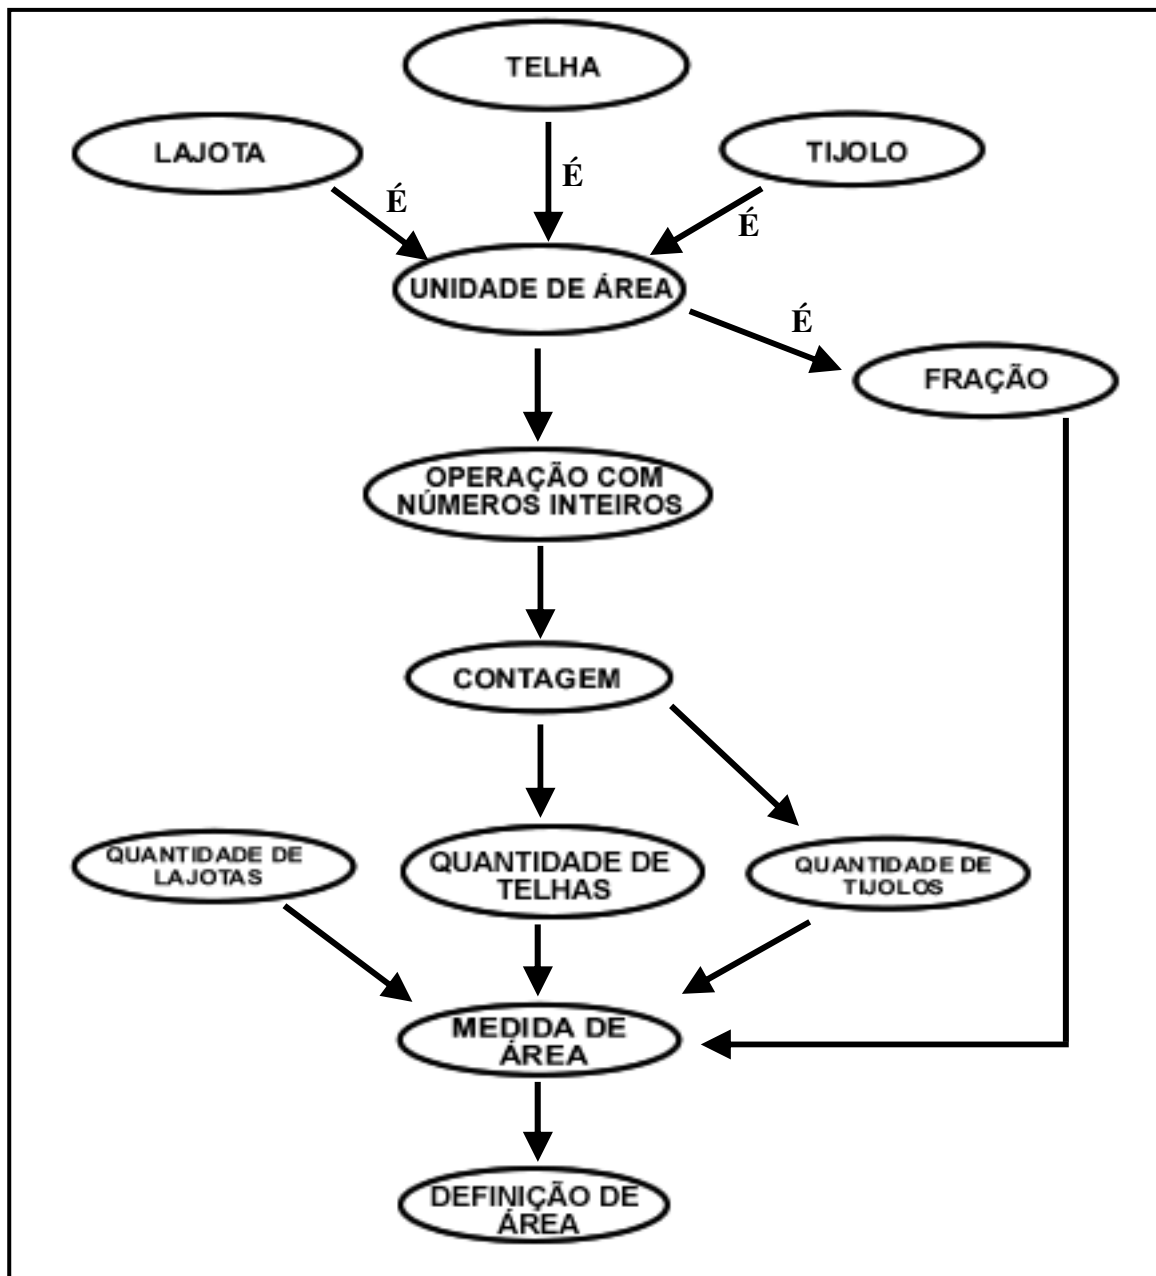 TELHA
LAJOTA
TIJOLO
É
É
É
UNIDADE DE ÁREA
É
FRAÇÃO
OPERAÇÃO COM
NÚMEROS INTEIROS
CONTAGEM
QUANTIDADE DE
LAJOTAS
QUANTIDADE DE
TELHAS
QUANTIDADE DE
TIJOLOS
MEDIDA DE
ÁREA
DEFINIÇÃO DE
ÁREA